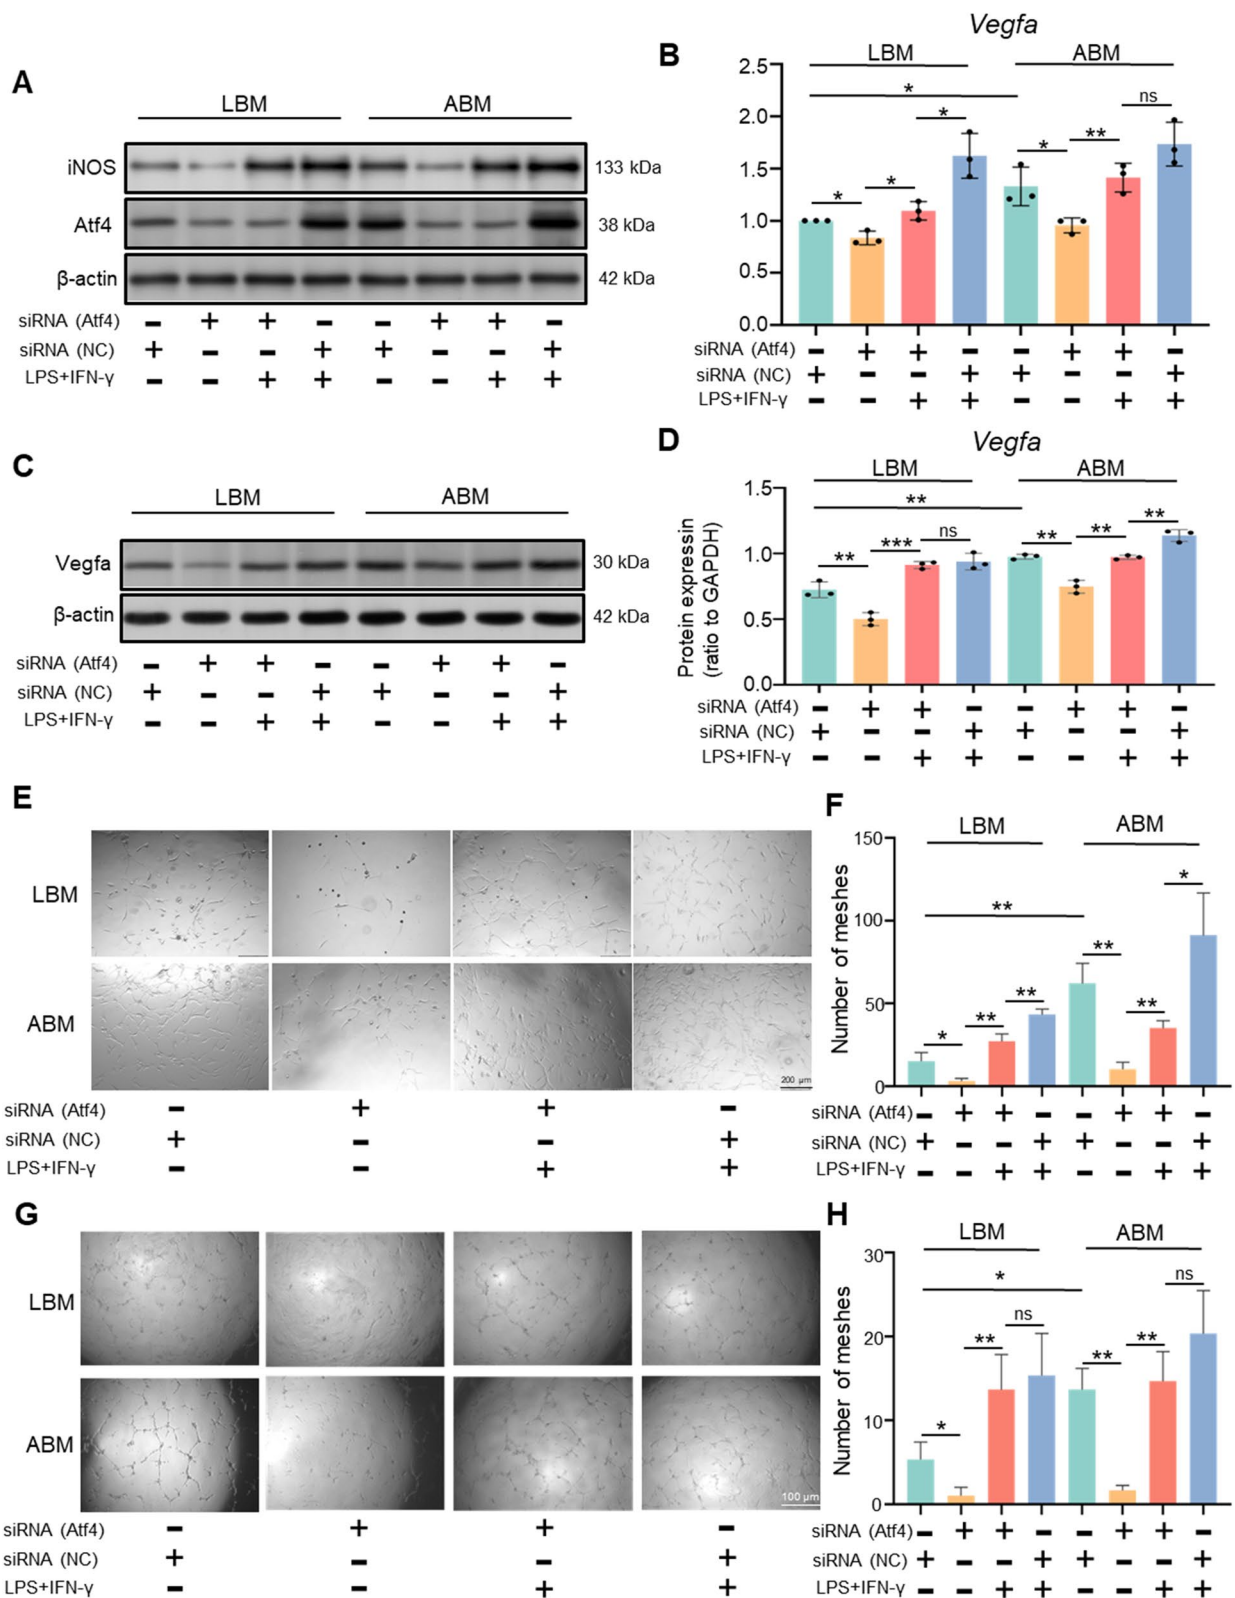 A
LBM ABM
iNOS 133 kDa
Atf4 38 kDa
β-actin 42 kDa
siRNA (Atf4) − + + − − + + −
siRNA (NC) + − − + + − − +
LPS+IFN-γ − − + + − − + +
B
Vegfa
LBM ABM
2.5
2.0
1.5
1.0
0.5
0.0
* * * * * ** ns
siRNA (Atf4) − + + − − + + −
siRNA (NC) + − − + + − − +
LPS+IFN-γ − − + + − − + +
C
LBM ABM
Vegfa 30 kDa
β-actin 42 kDa
siRNA (Atf4) − + + − − + + −
siRNA (NC) + − − + + − − +
LPS+IFN-γ − − + + − − + +
D
Vegfa
LBM ABM
Protein expressin
(ratio to GAPDH)
1.5
1.0
0.5
0.0
** *** ns ** ** ** **
siRNA (Atf4) − + + − − + + −
siRNA (NC) + − − + + − − +
LPS+IFN-γ − − + + − − + +
E
LBM
ABM
200 μm
siRNA (Atf4) − + + −
siRNA (NC) + − − +
LPS+IFN-γ − − + +
F
LBM ABM
Number of meshes
150
100
50
0
* ** ** ** ** ** *
siRNA (Atf4) − + + − − + + −
siRNA (NC) + − − + + − − +
LPS+IFN-γ − − + + − − + +
G
LBM
ABM
100 μm
siRNA (Atf4) − + + −
siRNA (NC) + − − +
LPS+IFN-γ − − + +
H
LBM ABM
Number of meshes
30
20
10
0
* ** ns * ** ** ns
siRNA (Atf4) − + + − − + + −
siRNA (NC) + − − + + − − +
LPS+IFN-γ − − + + − − + +